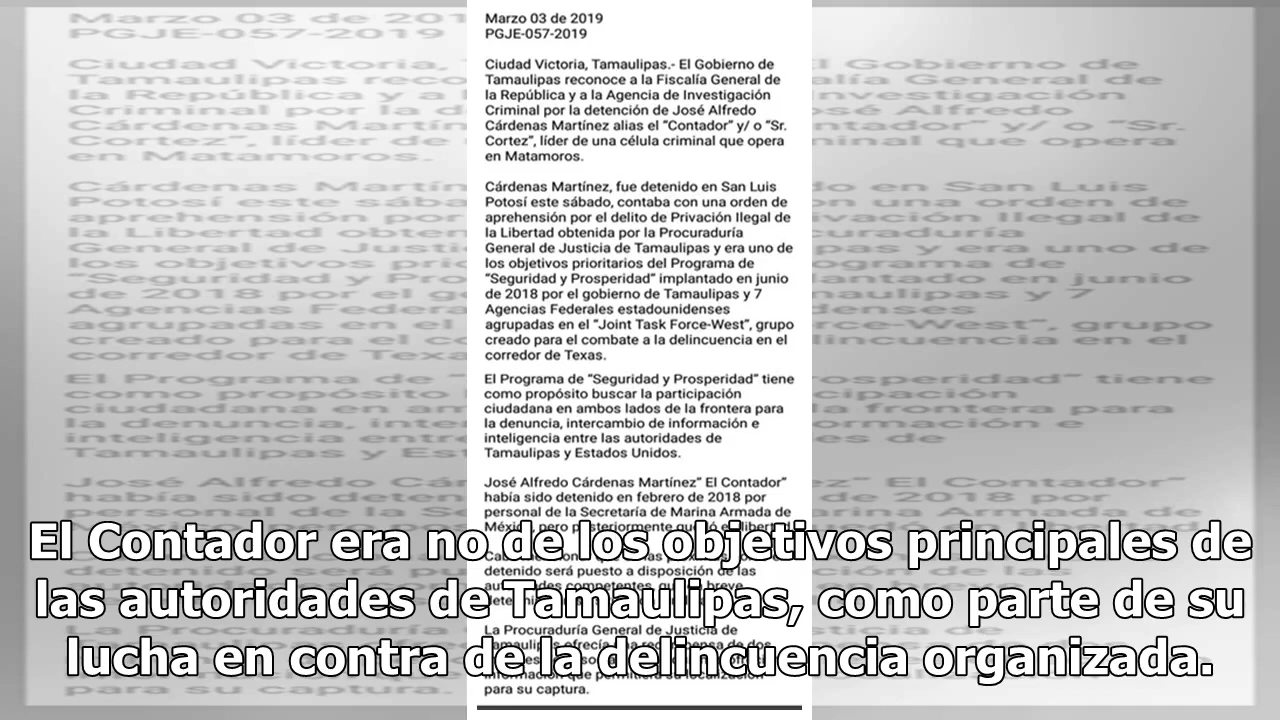 Marzo 03 de 2019
PGJE-057-2019
Ciudad Victoria, Tamaulipas.- El Gobierno de
Tamaulipas reconoce a la Fiscalía General de
la República y a la Agencia de Investigación
Criminal por la detención de José Alfredo
Cárdenas Martínez alias el "Contador" y/ o "Sr.
Cortez", líder de una célula criminal que opera
en Matamoros.
Cárdenas Martínez, fue detenido en San Luis
Potosí este sábado, contaba con una orden de
aprehensión por el delito de Privación Ilegal de
la Libertad obtenida por la Procuraduría
General de Justicia de Tamaulipas y era uno de
los objetivos prioritarios del Programa de
"Seguridad y Prosperidad" implantado en junio
de 2018 por el gobierno de Tamaulipas y 7
Agencias Federales estadounidenses
agrupadas en el "Joint Task Force-West", grupo
creado para el combate a la delincuencia en el
corredor de Texas.
El Programa de "Seguridad y Prosperidad" tiene
como propósito buscar la participación
ciudadana en ambos lados de la frontera para
la denuncia, intercambio de información e
inteligencia entre las autoridades de
Tamaulipas y Estados Unidos.
José Alfredo Cárdenas Martínez" El Contador"
había sido detenido en febrero de 2018 por
personal de la Secretaría de Marina Armada de
México, pero posteriormente
detenido será puesto a disposición de las
competentes,
La Procuraduría General de Justicia de
para su captura.
El Contador era no de los objetivos principales de
las autoridades de Tamaulipas, como parte de su
lucha en contra de la delincuencia organizada.